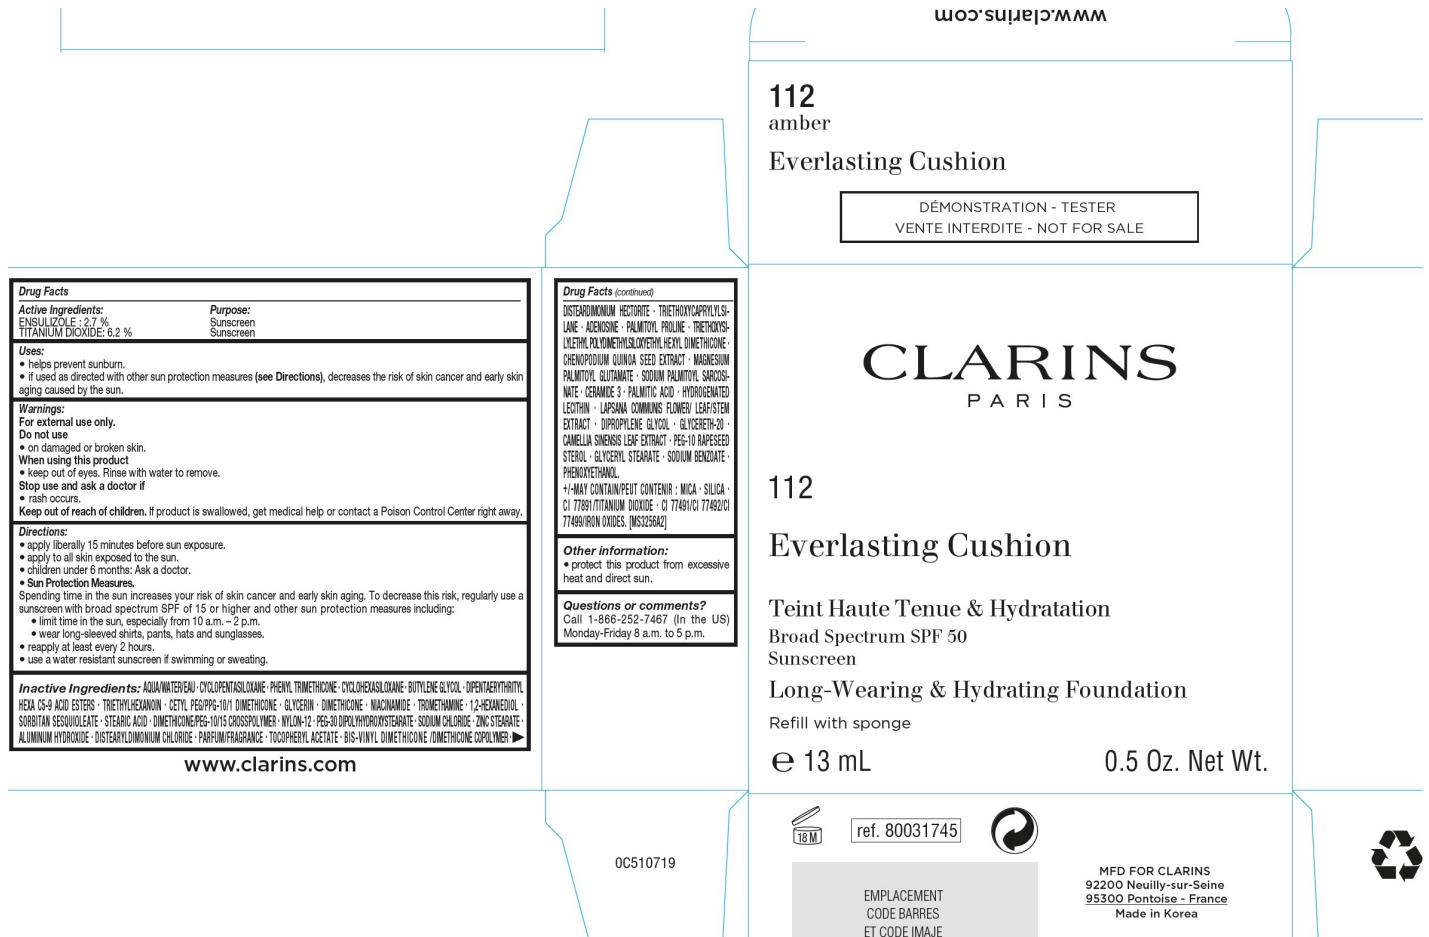 www.clarins.com
112
amber
Everlasting Cushion
DÉMONSTRATION - TESTER
VENTE INTERDITE - NOT FOR SALE
Drug Facts
Active Ingredients: Purpose:
ENSULIZOLE : 2.7 % Sunscreen
TITANIUM DIOXIDE: 6.2 % Sunscreen
Uses:
• helps prevent sunburn.
• if used as directed with other sun protection measures (see Directions), decreases the risk of skin cancer and early skin
aging caused by the sun.
Warnings:
For external use only.
Do not use
• on damaged or broken skin.
When using this product
• keep out of eyes. Rinse with water to remove.
Stop use and ask a doctor if
• rash occurs.
Keep out of reach of children. If product is swallowed, get medical help or contact a Poison Control Center right away.
Directions:
• apply liberally 15 minutes before sun exposure.
• apply to all skin exposed to the sun.
• children under 6 months: Ask a doctor.
• Sun Protection Measures.
Spending time in the sun increases your risk of skin cancer and early skin aging. To decrease this risk, regularly use a
sunscreen with broad spectrum SPF of 15 or higher and other sun protection measures including:
• limit time in the sun, especially from 10 a.m. – 2 p.m.
• wear long-sleeved shirts, pants, hats and sunglasses.
• reapply at least every 2 hours.
• use a water resistant sunscreen if swimming or sweating.
Inactive Ingredients: AQUA/WATER/EAU · CYCLOPENTASILOXANE · PHENYL TRIMETHICONE · CYCLOHEXASILOXANE · BUTYLENE GLYCOL · DIPENTAERYTHRITYL
HEXA C5-9 ACID ESTERS · TRIETHYLHEXANOIN · CETYL PEG/PPG-10/1 DIMETHICONE · GLYCERIN · DIMETHICONE · NIACINAMIDE · TROMETHAMINE · 1,2-HEXANEDIOL ·
SORBITAN SESQUIOLEATE · STEARIC ACID · DIMETHICONE/PEG-10/15 CROSSPOLYMER · NYLON-12 · PEG-30 DIPOLYHYDROXYSTEARATE · SODIUM CHLORIDE · ZINC STEARATE ·
ALUMINUM HYDROXIDE · DISTEARYLDIMONIUM CHLORIDE · PARFUM/FRAGRANCE · TOCOPHERYL ACETATE · BIS-VINYL DIMETHICONE /DIMETHICONE COPOLYMER ·
www.clarins.com
Drug Facts (continued)
DISTEARDIMONIUM HECTORITE · TRIETHOXYCAPRYLYLSI-
LANE · ADENOSINE · PALMITOYL PROLINE · TRIETHOXYSI-
LYLETHYL POLYDIMETHYLSILOXYETHYL HEXYL DIMETHICONE ·
CHENOPODIUM QUINOA SEED EXTRACT · MAGNESIUM
PALMITOYL GLUTAMATE · SODIUM PALMITOYL SARCOSI-
NATE · CERAMIDE 3 · PALMITIC ACID · HYDROGENATED
LECITHIN · LAPSANA COMMUNIS FLOWER/ LEAF/STEM
EXTRACT · DIPROPYLENE GLYCOL · GLYCERETH-20 ·
CAMELLIA SINENSIS LEAF EXTRACT · PEG-10 RAPESEED
STEROL · GLYCERYL STEARATE · SODIUM BENZOATE ·
PHENOXYETHANOL.
+/-MAY CONTAIN/PEUT CONTENIR : MICA · SILICA ·
CI 77891/TITANIUM DIOXIDE · CI 77491/CI 77492/CI
77499/IRON OXIDES. [MS3256A2]
Other information:
• protect this product from excessive
heat and direct sun.
Questions or comments?
Call 1-866-252-7467 (In the US)
Monday-Friday 8 a.m. to 5 p.m.
CLARINS
PARIS
112
Everlasting Cushion
Teint Haute Tenue & Hydratation
Broad Spectrum SPF 50
Sunscreen
Long-Wearing & Hydrating Foundation
Refill with sponge
℮ 13 mL 0.5 Oz. Net Wt.
18 M
ref. 80031745
0C510719
EMPLACEMENT
CODE BARRES
ET CODE IMAJE
MFD FOR CLARINS
92200 Neuilly-sur-Seine
95300 Pontoise - France
Made in Korea